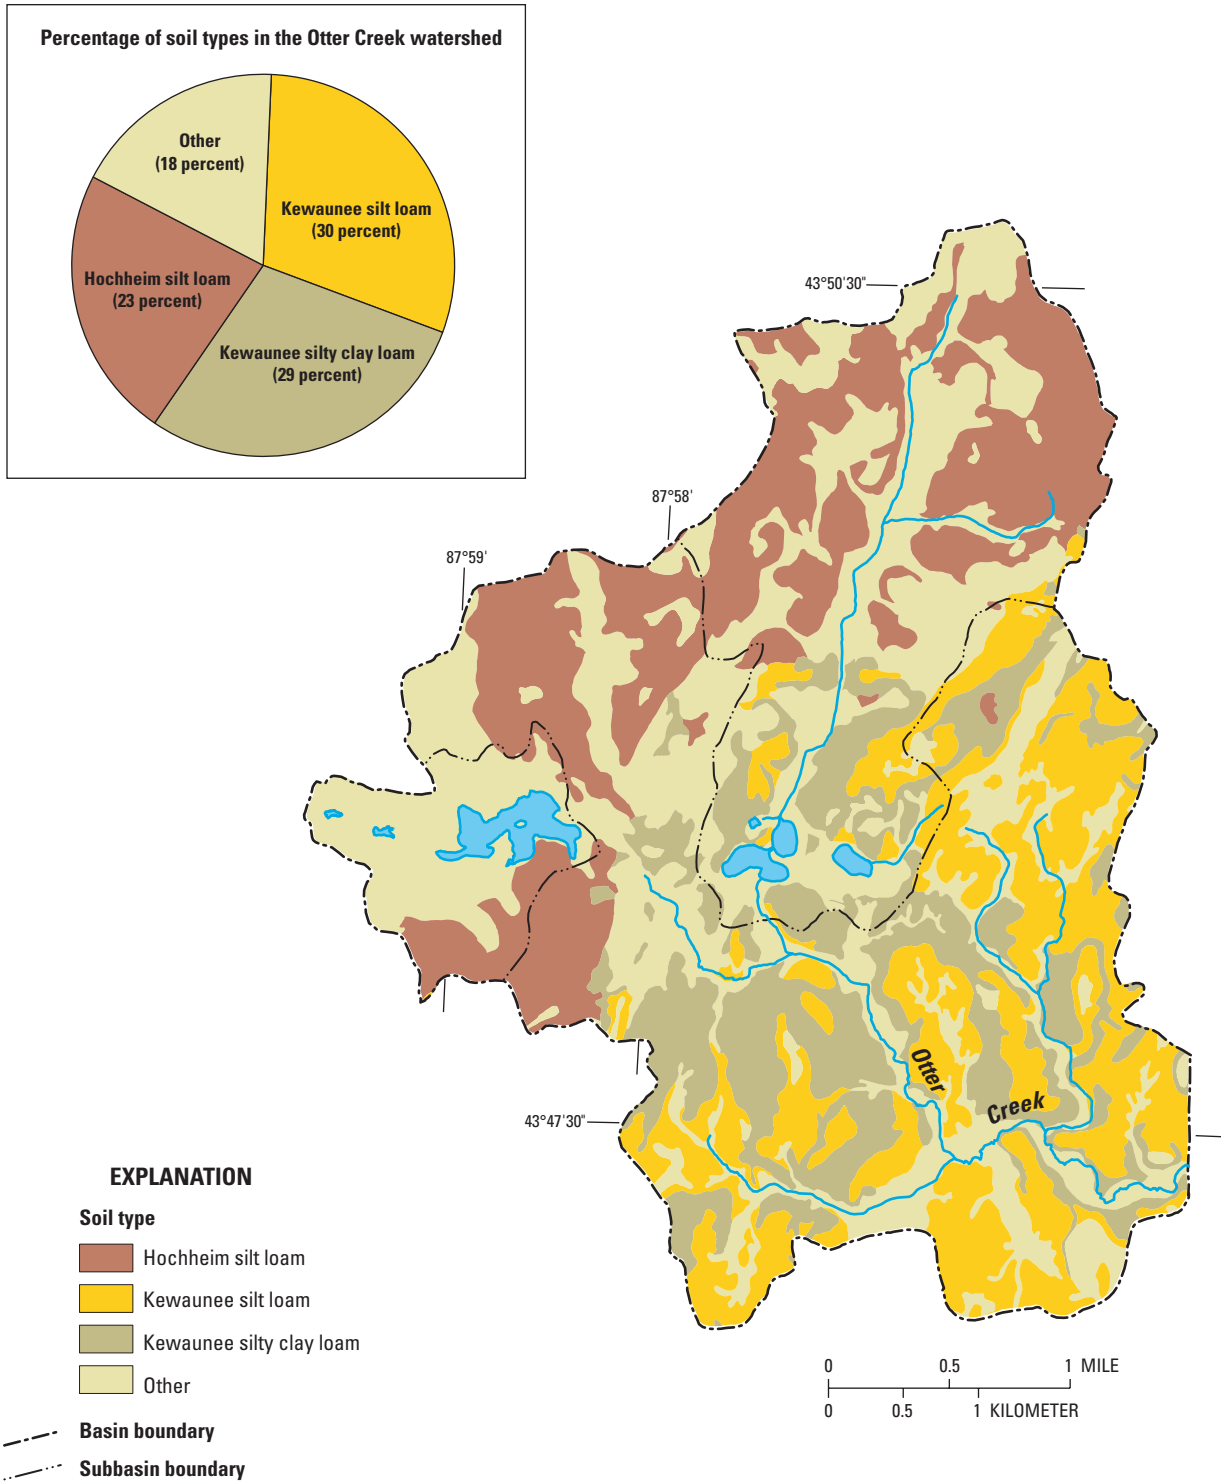 Percentage of soil types in the Otter Creek watershed
Other
(18 percent)
Kewaunee silt loam
(30 percent)
Hochheim silt loam
(23 percent)
Kewaunee silty clay loam
(29 percent)
43°50'30"
87°58'
87°59'
43°47'30"
Otter
Creek
EXPLANATION
Soil type
Hochheim silt loam
Kewaunee silt loam
Kewaunee silty clay loam
Other
Basin boundary
Subbasin boundary
0 0.5 1 MILE
0 0.5 1 KILOMETER